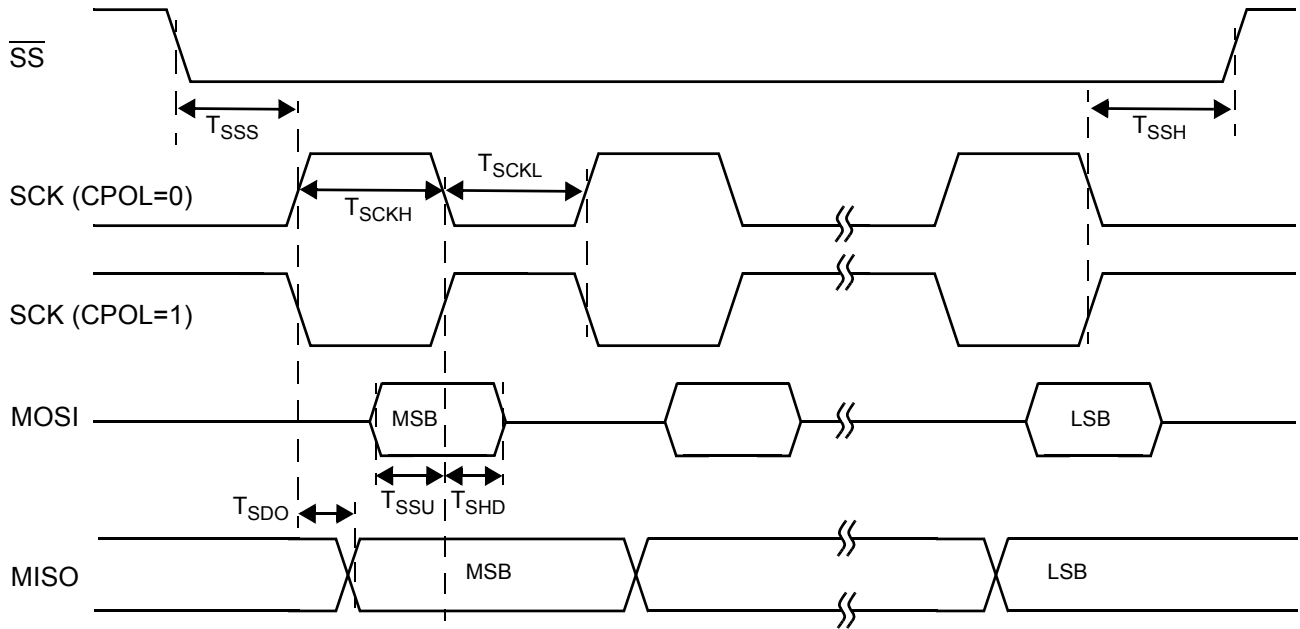 SS
TSSS
TSSH
SCK (CPOL=0)
TSCKH
TSCKL
SCK (CPOL=1)
MOSI
MSB
LSB
TSSU
TSHD
TSDO
MISO
MSB
LSB